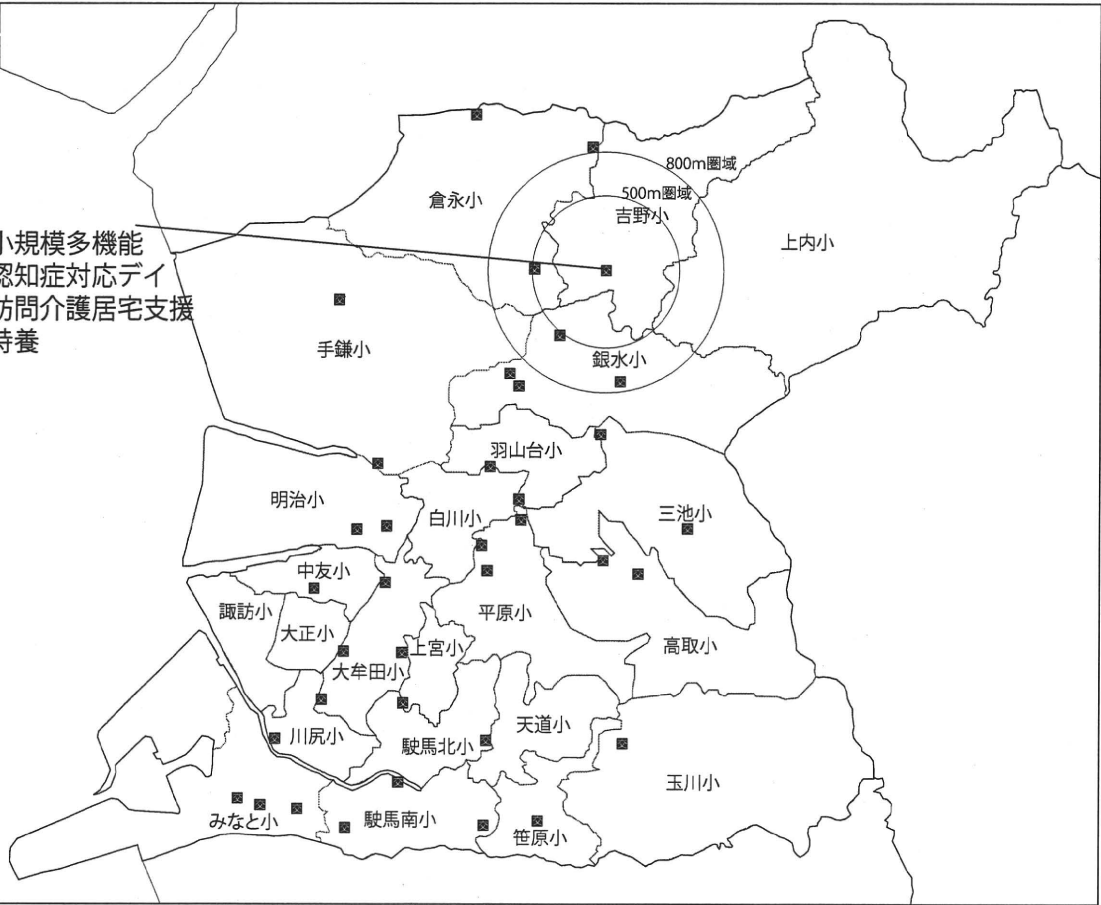 800m圏域
500m圏域
倉永小
吉野小
上内小
小規模多機能
認知症対応デイ
訪問介護居宅支援
特養
手鎌小
銀水小
羽山台小
明治小
白川小
三池小
中友小
諏訪小
大正小
平原小
上宮小
高取小
大牟田小
天道小
川尻小
駛馬北小
玉川小
みなと小
駛馬南小
笹原小